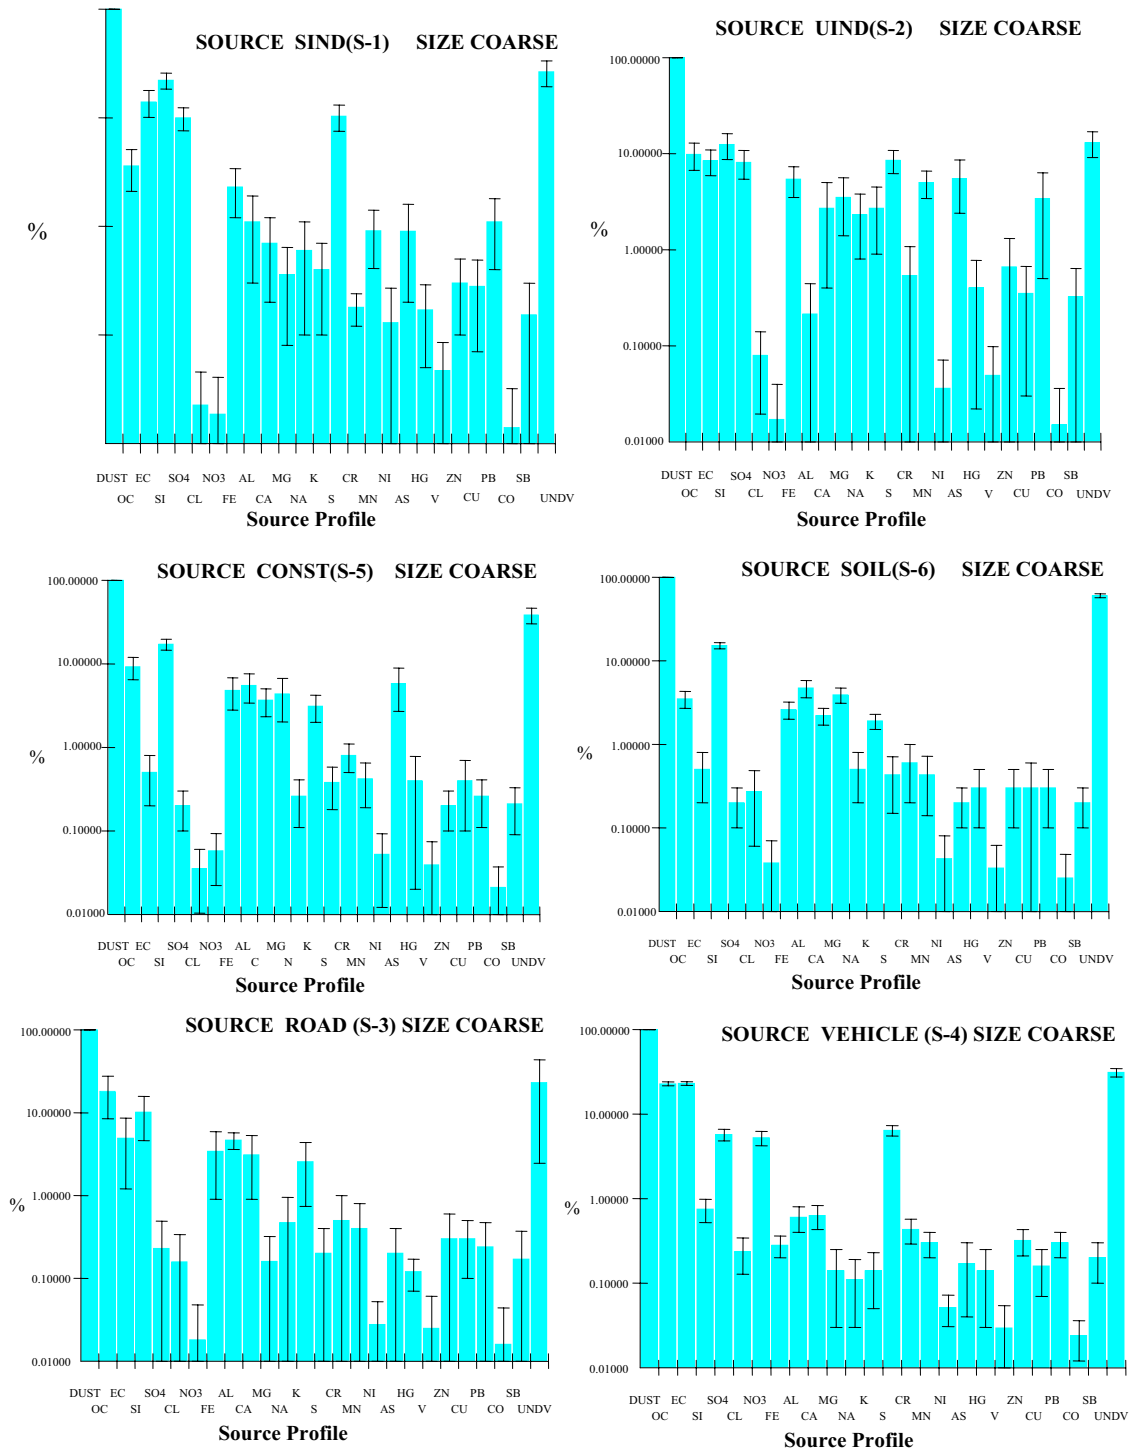 SOURCE SIND(S-1) SIZE COARSE
%
DUST EC SO4 NO3 AL MG K CR NI HG ZN PB SB
OC SI CL FE CA NA S MN AS V CU CO UNDV
Source Profile
SOURCE UIND(S-2) SIZE COARSE
100.00000
10.00000
%
1.00000
0.10000
0.01000
DUST EC SO4 NO3 AL MG K CR NI HG ZN PB SB
OC SI CL FE CA NA S MN AS V CU CO UNDV
Source Profile
SOURCE CONST(S-5) SIZE COARSE
100.00000
10.00000
1.00000
%
0.10000
0.01000
DUST EC SO4 NO3 AL MG K CR NI HG ZN PB SB
OC SI CL FE C N S MN AS V CU CO UNDV
Source Profile
SOURCE SOIL(S-6) SIZE COARSE
100.00000
10.00000
1.00000
%
0.10000
0.01000
DUST EC SO4 NO3 AL MG K CR NI HG ZN PB SB
OC SI CL FE CA NA S MN AS V CU CO UNDV
Source Profile
SOURCE ROAD (S-3) SIZE COARSE
100.00000
10.00000
1.00000
%
0.10000
0.01000
DUST EC SO4 NO3 AL MG K CR NI HG ZN PB SB
OC SI CL FE CA NA S MN AS V CU CO UNDV
Source Profile
SOURCE VEHICLE (S-4) SIZE COARSE
100.00000
10.00000
1.00000
%
0.10000
0.01000
DUST EC SO4 NO3 AL MG K CR NI HG ZN PB SB
OC SI CL FE CA NA S MN AS V CU CO UNDV
Source Profile